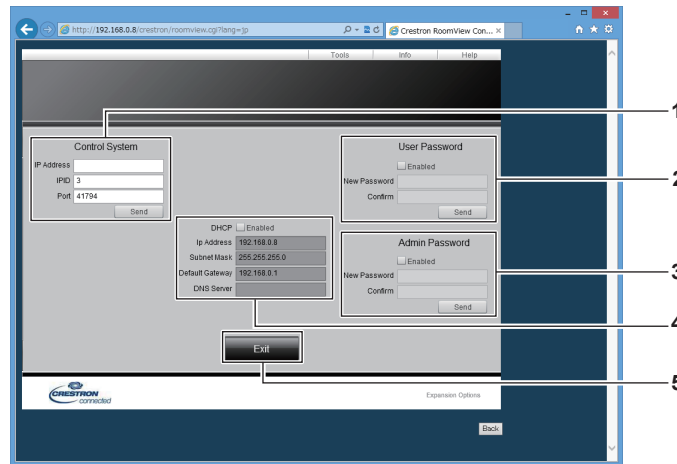 http://192.168.0.8/crestron/roomview.cgi?lang=jp
Crestron RoomView Con...
Tools Info Help
1
Control System
IP Address
IPID 3
Port 41794
Send
User Password
Enabled
New Password
Confirm
Send
2
DHCP Enabled
Ip Address 192.168.0.8
Subnet Mask 255.255.255.0
Default Gateway 192.168.0.1
DNS Server
Admin Password
Enabled
New Password
Confirm
Send
3
4
Exit
5
CRESTRON
connected
Expansion Options
Back